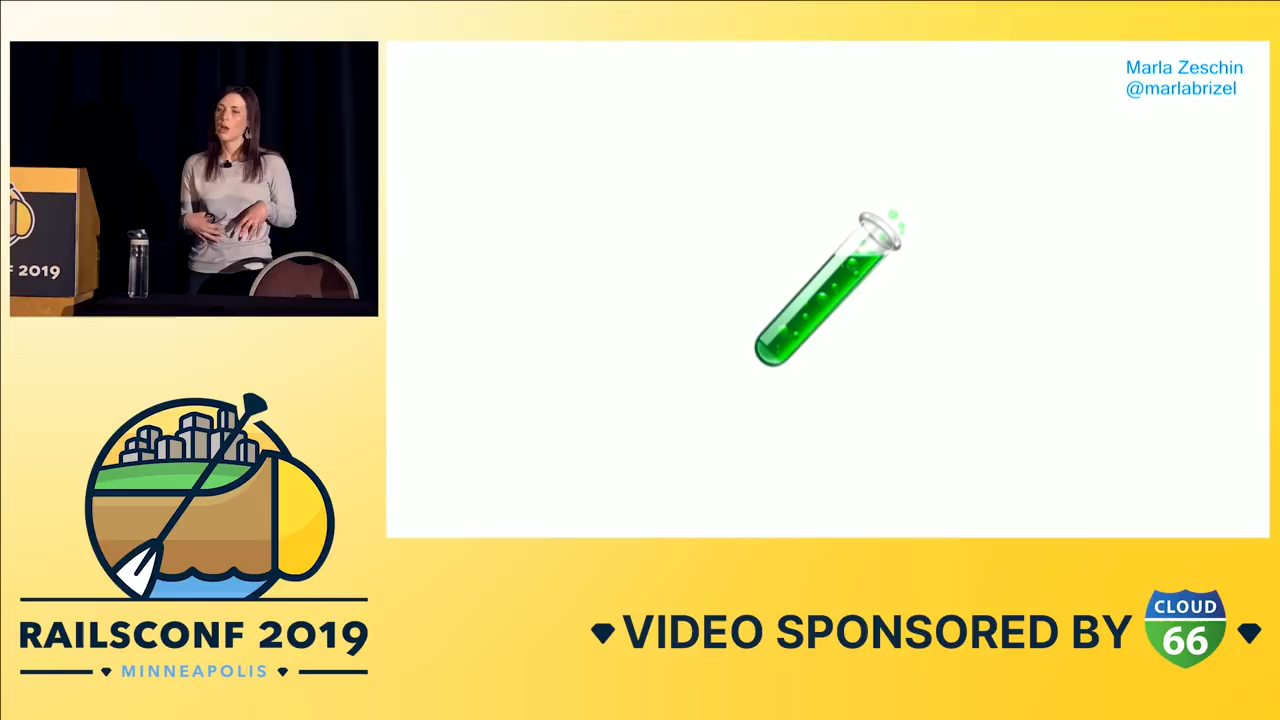 Marla Zeschin
@marlabrizel
F 2019
RAILSCONF 2019
MINNEAPOLIS
VIDEO SPONSORED BY
CLOUD
66